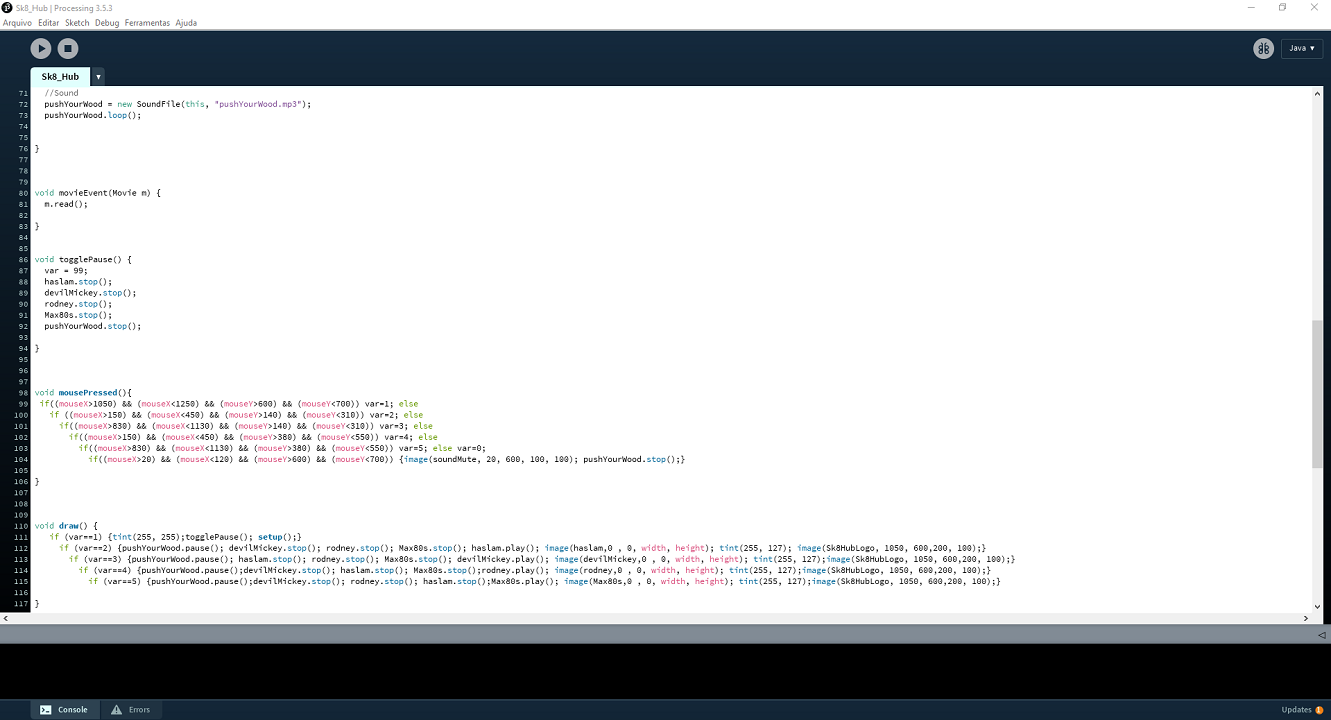 Sk8_Hub | Processing 3.5.3
Arquivo Editar Sketch Debug Ferramentas Ajuda
Java ▼
Sk8_Hub ▼
71 //Sound
72 pushYourWood = new SoundFile(this, "pushYourWood.mp3");
73 pushYourWood.loop();
74
75
76 }
77
78
79
80 void movieEvent(Movie m) {
81 m.read();
82
83 }
84
85
86 void togglePause() {
87 var = 99;
88 haslam.stop();
89 devilMickey.stop();
90 rodney.stop();
91 Max80s.stop();
92 pushYourWood.stop();
93
94 }
95
96
97
98 void mousePressed(){
99 if((mouseX>1050) && (mouseX<1250) && (mouseY>600) && (mouseY<700)) var=1; else
100 if ((mouseX>150) && (mouseX<450) && (mouseY>140) && (mouseY<310)) var=2; else
101 if((mouseX>830) && (mouseX<1130) && (mouseY>140) && (mouseY<310)) var=3; else
102 if((mouseX>150) && (mouseX<450) && (mouseY>380) && (mouseY<550)) var=4; else
103 if((mouseX>830) && (mouseX<1130) && (mouseY>380) && (mouseY<550)) var=5; else var=0;
104 if((mouseX>20) && (mouseX<120) && (mouseY>600) && (mouseY<700)) {image(soundMute, 20, 600, 100, 100); pushYourWood.stop();}
105
106 }
107
108
109
110 void draw() {
111 if (var==1) {tint(255, 255);togglePause(); setup();}
112 if (var==2) {pushYourWood.pause(); devilMickey.stop(); rodney.stop(); Max80s.stop(); haslam.play(); image(haslam,0 , 0, width, height); tint(255, 127); image(Sk8HubLogo, 1050, 600,200, 100);}
113 if (var==3) {pushYourWood.pause(); haslam.stop(); rodney.stop(); Max80s.stop(); devilMickey.play(); image(devilMickey,0 , 0, width, height); tint(255, 127);image(Sk8HubLogo, 1050, 600,200, 100);}
114 if (var==4) {pushYourWood.pause();devilMickey.stop(); haslam.stop(); Max80s.stop();rodney.play(); image(rodney,0 , 0, width, height); tint(255, 127);image(Sk8HubLogo, 1050, 600,200, 100);}
115 if (var==5) {pushYourWood.pause();devilMickey.stop(); rodney.stop(); haslam.stop();Max80s.play(); image(Max80s,0 , 0, width, height); tint(255, 127);image(Sk8HubLogo, 1050, 600,200, 100);}
116
117 }
Console Errors Updates 1